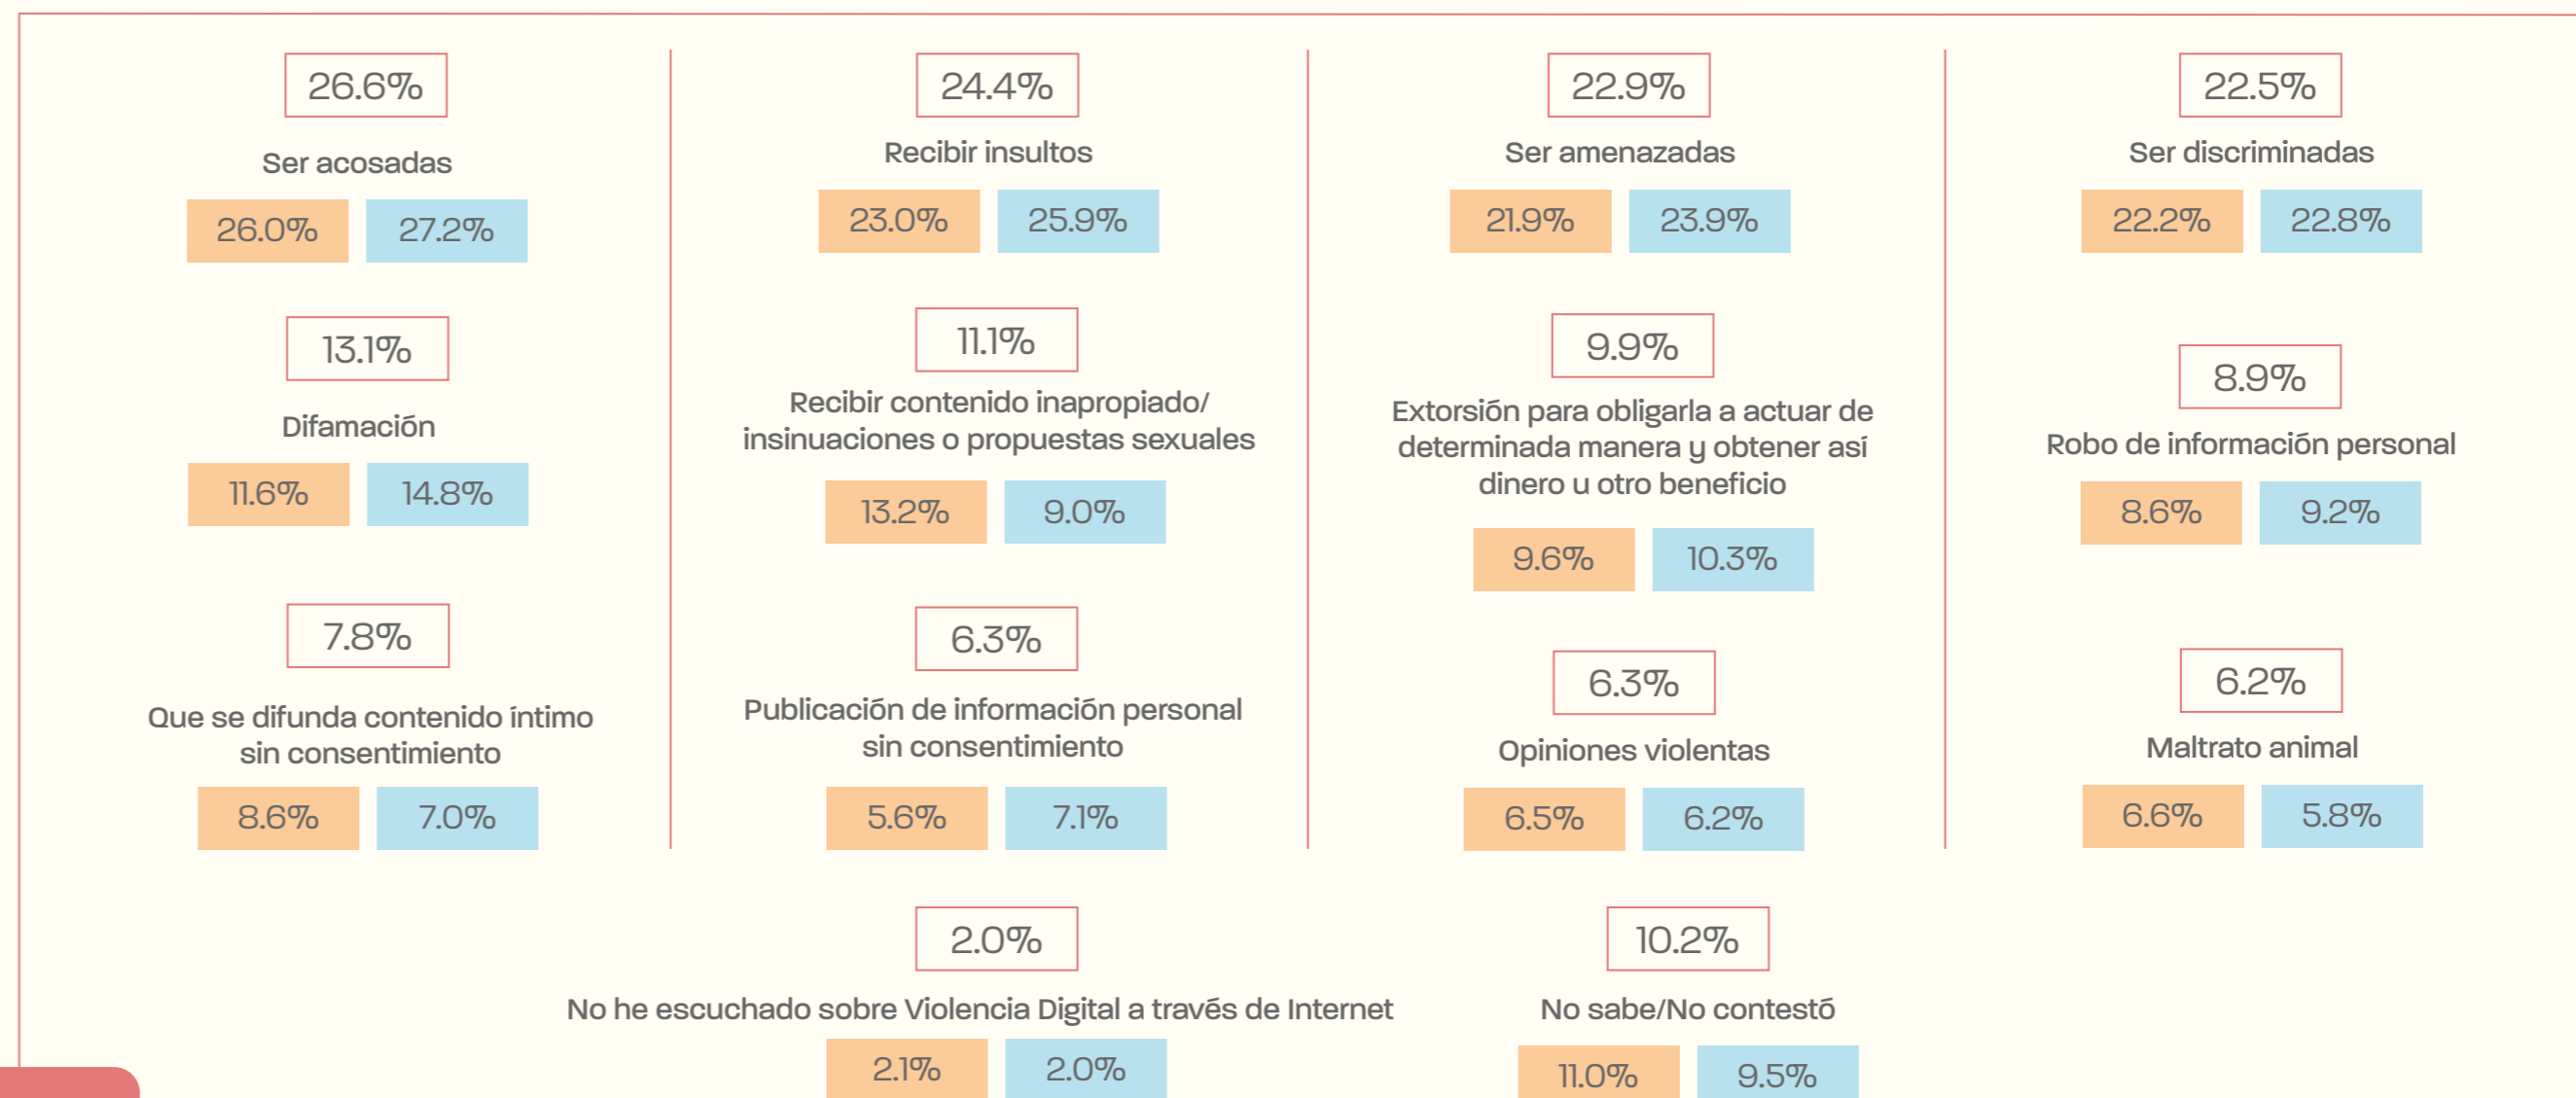 26.6%
Ser acosadas
26.0% 27.2%
13.1%
Difamación
11.6% 14.8%
7.8%
Que se difunda contenido íntimo
sin consentimiento
8.6% 7.0%
24.4%
Recibir insultos
23.0% 25.9%
11.1%
Recibir contenido inapropiado/
insinuaciones o propuestas sexuales
13.2% 9.0%
6.3%
Publicación de información personal
sin consentimiento
5.6% 7.1%
22.9%
Ser amenazadas
21.9% 23.9%
9.9%
Extorsión para obligarla a actuar de
determinada manera y obtener así
dinero u otro beneficio
9.6% 10.3%
6.3%
Opiniones violentas
6.5% 6.2%
22.5%
Ser discriminadas
22.2% 22.8%
8.9%
Robo de información personal
8.6% 9.2%
6.2%
Maltrato animal
6.6% 5.8%
2.0%
No he escuchado sobre Violencia Digital a través de Internet
2.1% 2.0%
10.2%
No sabe/No contestó
11.0% 9.5%